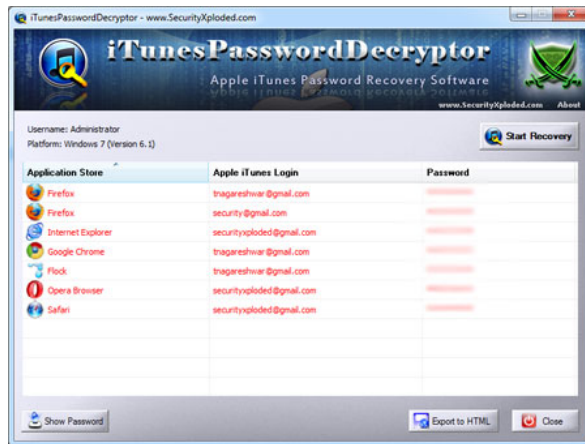 iTunesPasswordDecryptor - www.SecurityXploded.com
iTunesPasswordDecryptor
Apple iTunes Password Recovery Software
www.SecurityXploded.com About
Username: Administrator
Platform: Windows 7 (Version 6.1)
Start Recovery
Application Store Apple iTunes Login Password
Firefox tnagareshwar@gmail.com
Firefox security@gmail.com
Internet Explorer securityxploded@gmail.com
Google Chrome tnagareshwar@gmail.com
Flock tnagareshwar@gmail.com
Opera Browser securityxploded@gmail.com
Safari securityxploded@gmail.com
Show Password Export to HTML Close